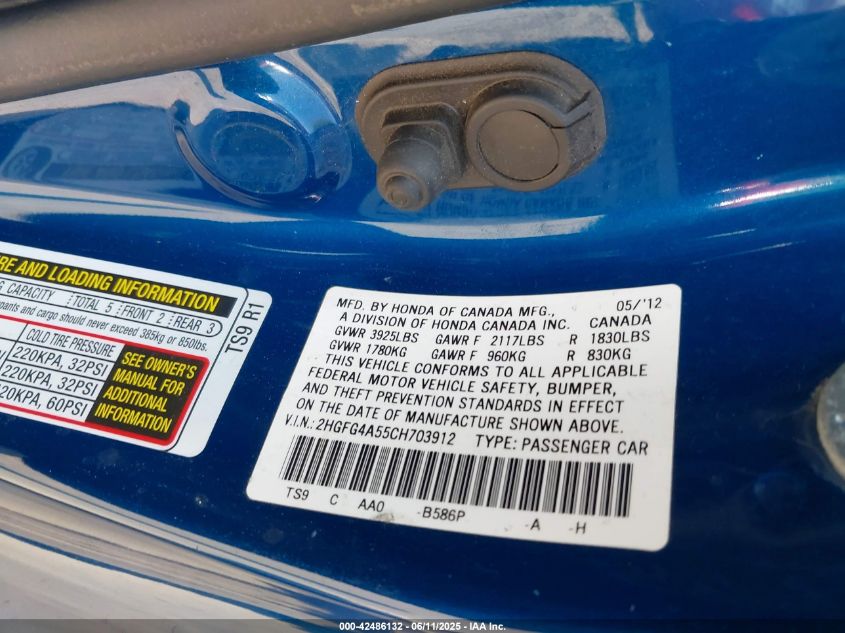 RE AND LOADING INFORMATION
G CAPACITY TOTAL 5 FRONT 2 REAR 3
pants and cargo should never exceed 385kg or 850lbs.
COLD TIRE PRESSURE
220KPA, 32PSI
220KPA, 32PSI
20KPA, 60PSI
SEE OWNER'S
MANUAL FOR
ADDITIONAL
INFORMATION
TS9 R1
MFD. BY HONDA OF CANADA MFG., 05/'12
A DIVISION OF HONDA CANADA INC. CANADA
GVWR 3925LBS GAWR F 2117LBS R 1830LBS
GVWR 1780KG GAWR F 960KG R 830KG
THIS VEHICLE CONFORMS TO ALL APPLICABLE
FEDERAL MOTOR VEHICLE SAFETY, BUMPER,
AND THEFT PREVENTION STANDARDS IN EFFECT
ON THE DATE OF MANUFACTURE SHOWN ABOVE.
V.I.N.: 2HGFG4A55CH703912 TYPE: PASSENGER CAR
TS9 C AA0 -B586P -A -H
000-42486132 - 06/11/2025 - IAA Inc.